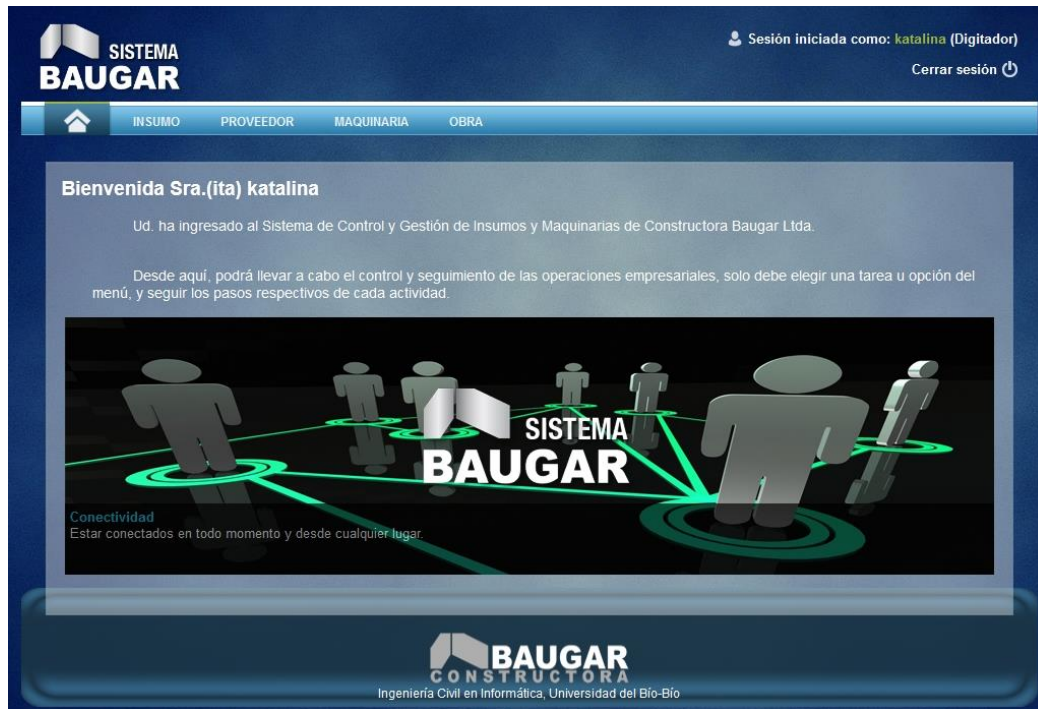 SISTEMA
BAUGAR
Sesión iniciada como: katalina (Digitador)
Cerrar sesión
INSUMO PROVEEDOR MAQUINARIA OBRA
Bienvenida Sra.(ita) katalina
Ud. ha ingresado al Sistema de Control y Gestión de Insumos y Maquinarias de Constructora Baugar Ltda.
Desde aquí, podrá llevar a cabo el control y seguimiento de las operaciones empresariales, solo debe elegir una tarea u opción del
menú, y seguir los pasos respectivos de cada actividad.
SISTEMA
BAUGAR
Conectividad
Estar conectados en todo momento y desde cualquier lugar.
BAUGAR
CONSTRUCTORA
Ingeniería Civil en Informática, Universidad del Bío-Bío